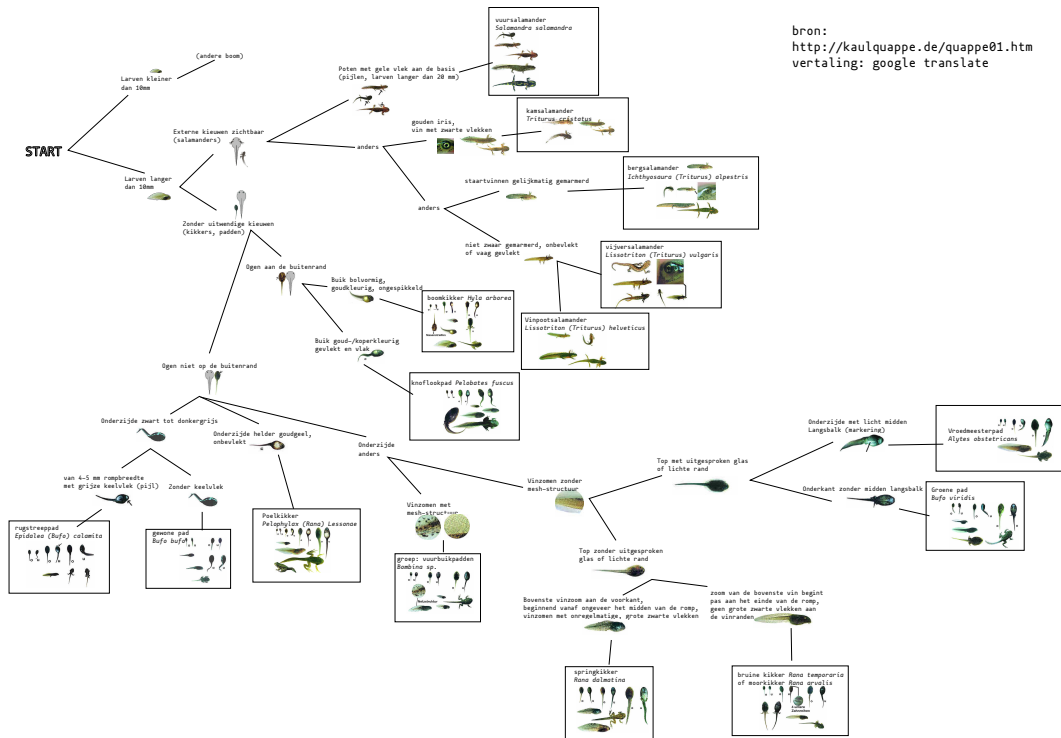 bron:
http://kaulquappe.de/quappe01.htm
vertaling: google translate
START
Larven kleiner
dan 10mm
(andere boom)
Larven langer
dan 10mm
Externe kieuwen zichtbaar
(salamanders)
Zonder uitwendige kieuwen
(kikkers, padden)
Poten met gele vlek aan de basis
(pijlen, larven langer dan 20 mm)
vuursalamander
Salamandra salamandra
anders
gouden iris,
vin met zwarte vlekken
kamsalamander
Triturus cristatus
anders
staartvinnen gelijkmatig gemarmerd
bergsalamander
Ichthyosaura (Triturus) alpestris
niet zwaar gemarmerd, onbevlekt
of vaag gevlekt
vijversalamander
Lissotriton (Triturus) vulgaris
Vinpootsalamander
Lissotriton (Triturus) helveticus
Ogen aan de buitenrand
Buik bolvormig,
goudkleurig, ongespikkeld
boomkikker Hyla arborea
Buik goud-/koperkleurig
gevlekt en vlak
knoflookpad Pelobates fuscus
Ogen niet op de buitenrand
Onderzijde zwart tot donkergrijs
van 4-5 mm rompbreedte
met grijze keelvlek (pijl)
rugstreeppad
Epidalea (Bufo) calamita
Zonder keelvlek
gewone pad
Bufo bufo
Onderzijde helder goudgeel,
onbevlekt
Poelkikker
Pelophylax (Rana) Lessonae
Onderzijde
anders
Vinzomen met
mesh-structuur
groep: vuurbuikpadden
Bombina sp.
Vinzomen zonder
mesh-structuur
Top met uitgesproken glas
of lichte rand
Onderzijde met licht midden
Langsbalk (markering)
Vroedmeesterpad
Alytes obstetricans
Onderkant zonder midden langsbalk
Groene pad
Bufo viridis
Top zonder uitgesproken
glas of lichte rand
Bovenste vinzoom aan de voorkant,
beginnend vanaf ongeveer het midden van de romp,
vinzomen met onregelmatige, grote zwarte vlekken
springkikker
Rana dalmatina
zoom van de bovenste vin begint
pas aan het einde van de romp,
geen grote zwarte vlekken aan
de vinranden
bruine kikker Rana temporaria
of moorkikker Rana arvalis